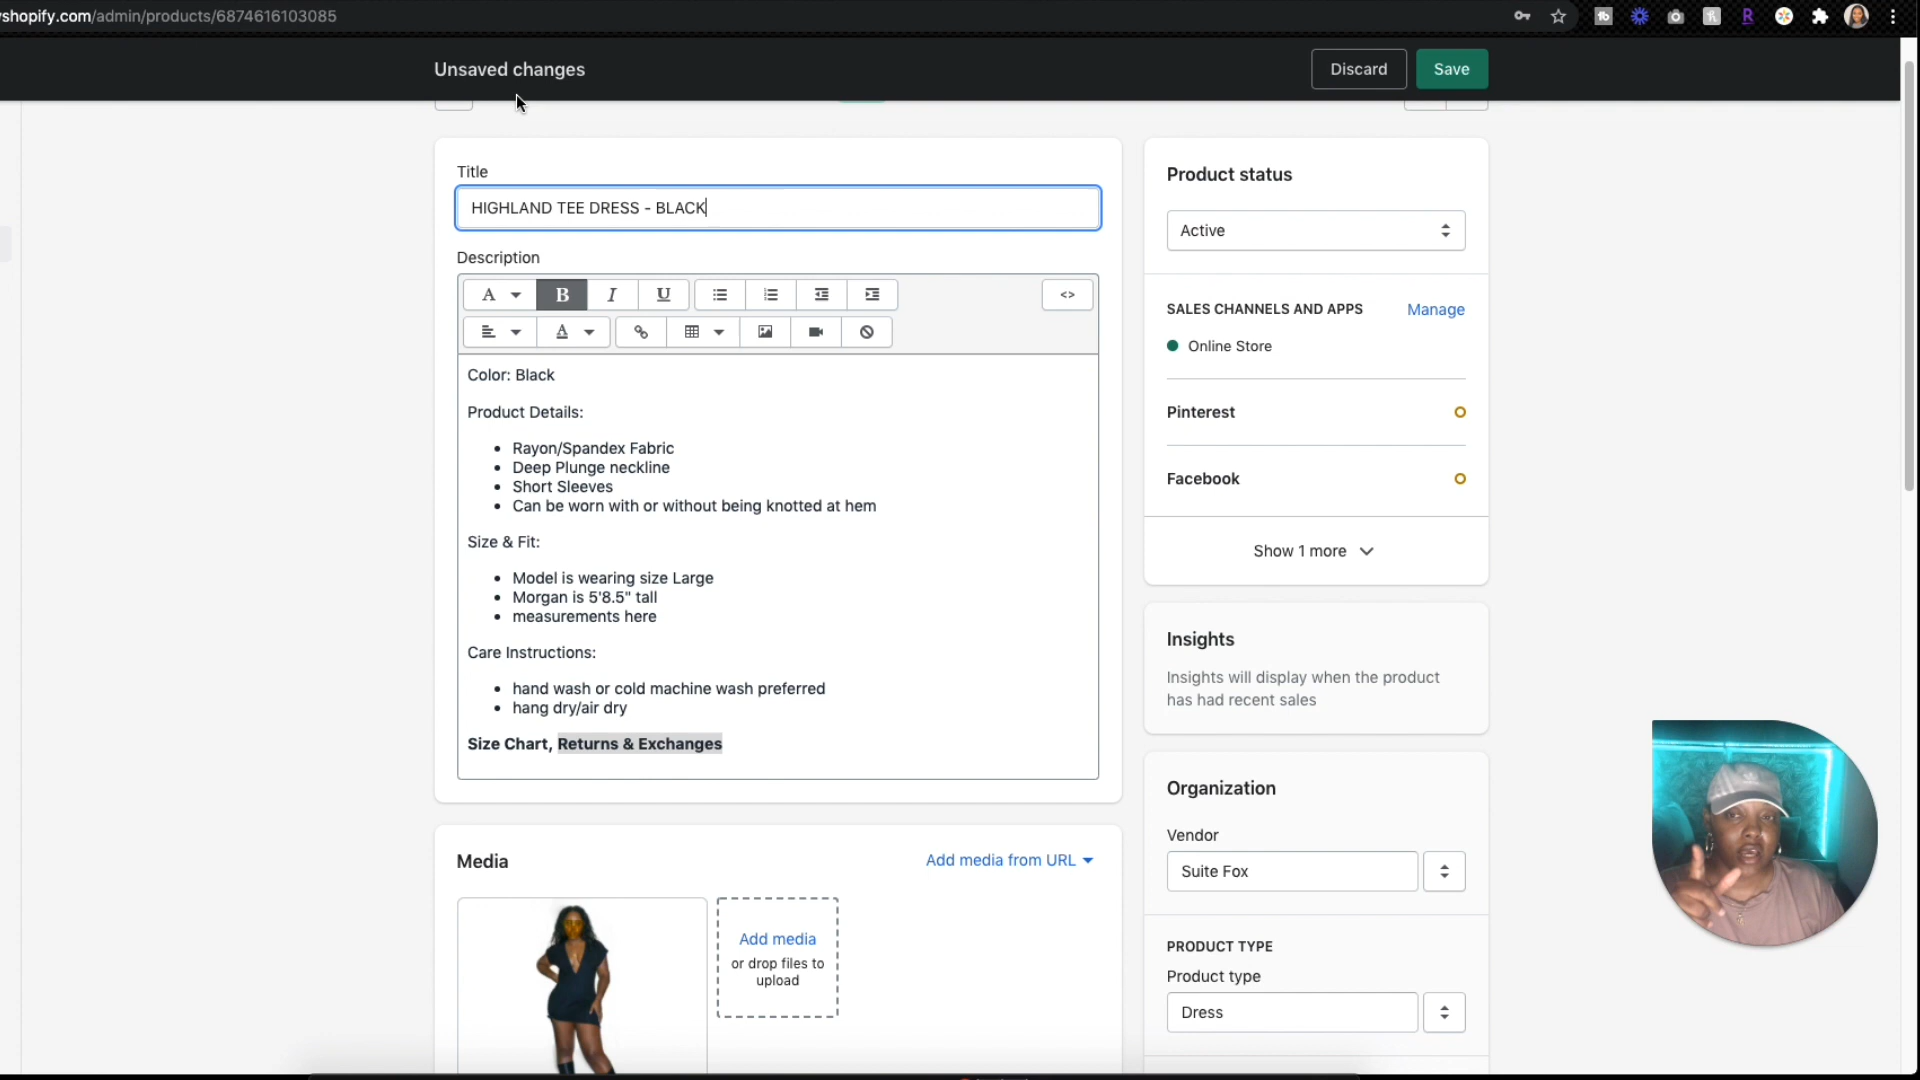 shopify.com/admin/products/6874616103085
Unsaved changes
Discard
Save
Title
HIGHLAND TEE DRESS - BLACK
Description
A
B
I
U
<>
A
Color: Black
Product Details:
Rayon/Spandex Fabric
Deep Plunge neckline
Short Sleeves
Can be worn with or without being knotted at hem
Size & Fit:
Model is wearing size Large
Morgan is 5'8.5" tall
measurements here
Care Instructions:
hand wash or cold machine wash preferred
hang dry/air dry
Size Chart, Returns & Exchanges
Media
Add media from URL
Add media
or drop files to
upload
Product status
Active
SALES CHANNELS AND APPS
Manage
Online Store
Pinterest
Facebook
Show 1 more
Insights
Insights will display when the product
has had recent sales
Organization
Vendor
Suite Fox
PRODUCT TYPE
Product type
Dress